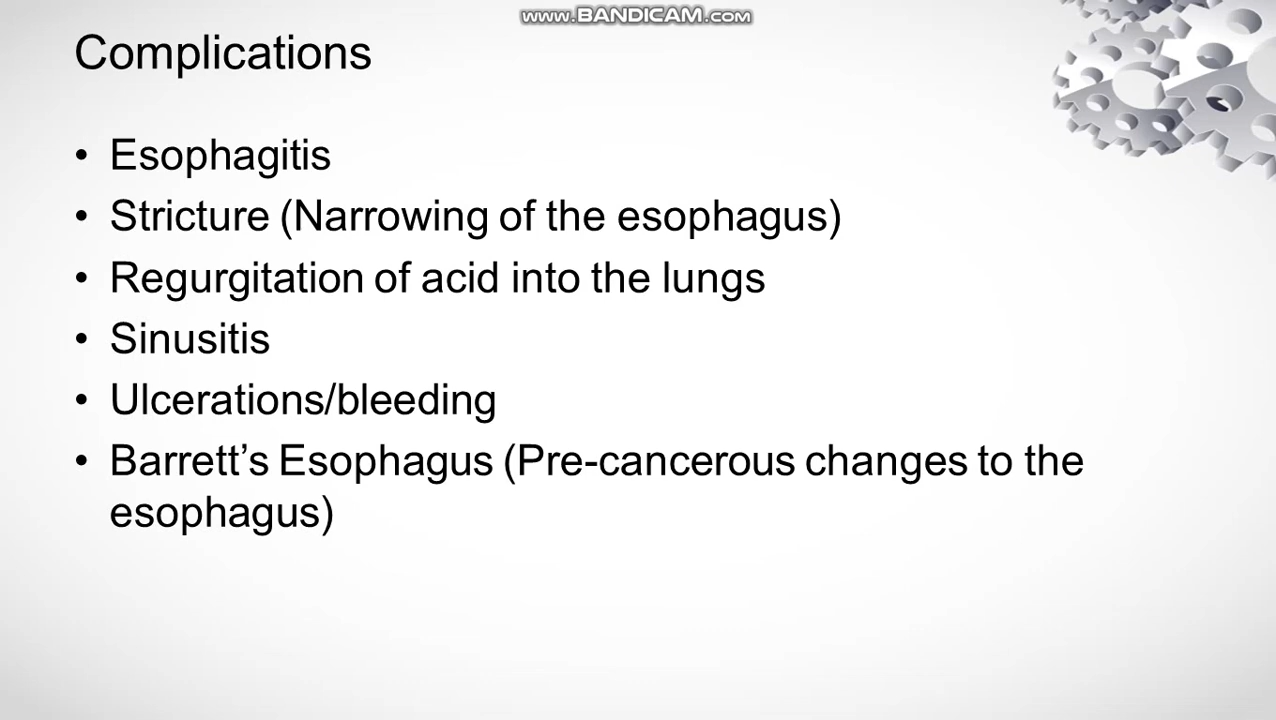 www.BANDICAM.com
Complications
• Esophagitis
• Stricture (Narrowing of the esophagus)
• Regurgitation of acid into the lungs
• Sinusitis
• Ulcerations/bleeding
• Barrett’s Esophagus (Pre-cancerous changes to the
esophagus)